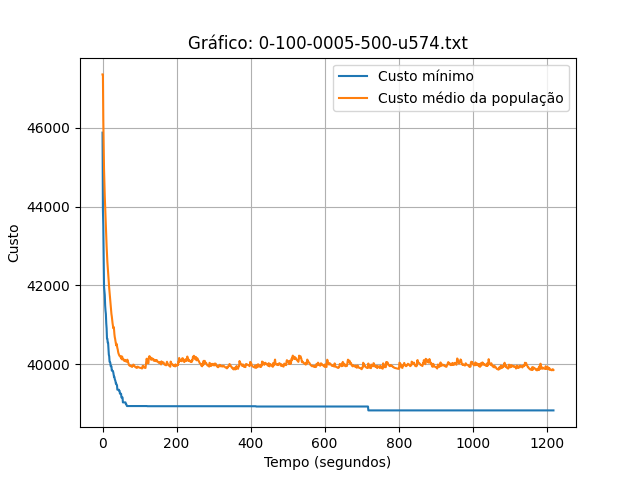 Gráfico: 0-100-0005-500-u574.txt
Custo mínimo
Custo médio da população
Custo
46000
44000
42000
40000
0 200 400 600 800 1000 1200
Tempo (segundos)